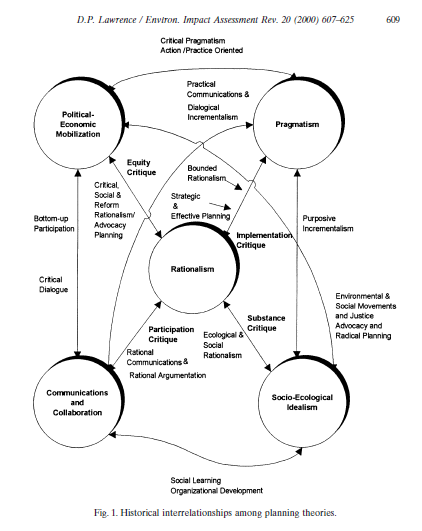 D.P. Lawrence / Environ. Impact Assessment Rev. 20 (2000) 607–625
609
Critical Pragmatism
Action /Practice Oriented
Political-
Economic
Mobilization
Practical
Communications &
Dialogical
Incrementalism
Pragmatism
Equity
Critique
Critical,
Social &
Reform
Rationalism/
Advocacy
Planning
Bounded
Rationalism
Strategic
&
Effective Planning
Bottom-up
Participation
Implementation
Critique
Purposive
Incrementalism
Rationalism
Critical
Dialogue
Environmental &
Social Movements
and Justice
Advocacy and
Radical Planning
Participation
Critique
Substance
Critique
Ecological &
Social
Rationalism
Rational
Communications &
Rational Argumentation
Communications
and
Collaboration
Socio-Ecological
Idealism
Social Learning
Organizational Development
Fig. 1. Historical interrelationships among planning theories.